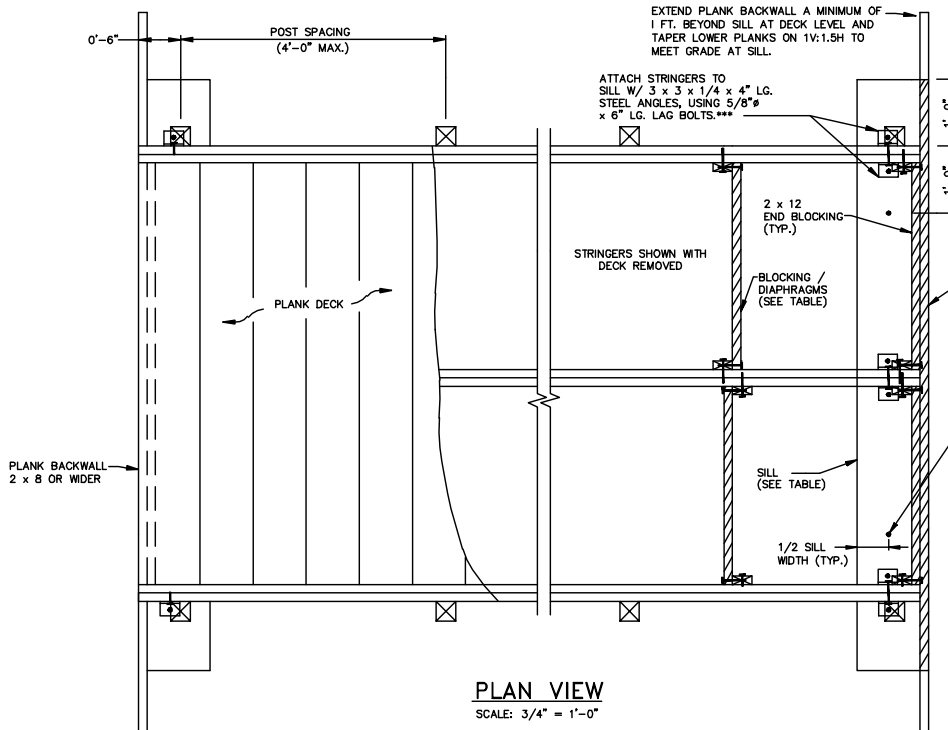 EXTEND PLANK BACKWALL A MINIMUM OF
1 FT. BEYOND SILL AT DECK LEVEL AND
TAPER LOWER PLANKS ON 1V:1.5H TO
MEET GRADE AT SILL.
0'-6"
POST SPACING
(4'-0" MAX.)
ATTACH STRINGERS TO
SILL W/ 3 x 3 x 1/4 x 4" LG.
STEEL ANGLES, USING 5/8"ø
x 6" LG. LAG BOLTS.***
1'-0"
1'-0"
2 x 12
END BLOCKING
(TYP.)
STRINGERS SHOWN WITH
DECK REMOVED
BLOCKING /
DIAPHRAGMS
(SEE TABLE)
PLANK DECK
PLANK BACKWALL
2 x 8 OR WIDER
SILL
(SEE TABLE)
1/2 SILL
WIDTH (TYP.)
PLAN VIEW
SCALE: 3/4" = 1'-0"